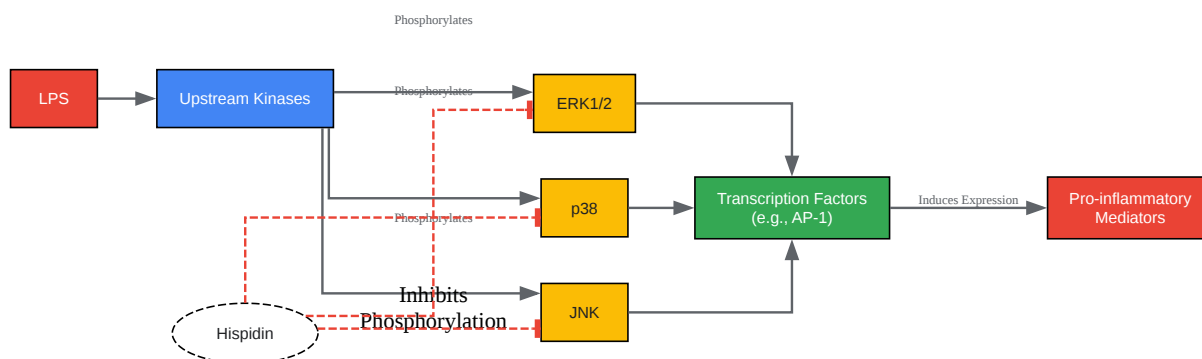 Phosphorylates
LPS
Upstream Kinases
Phosphorylates
ERK1/2
p38
Phosphorylates
Transcription Factors
(e.g., AP-1)
Induces Expression
Pro-inflammatory
Mediators
Inhibits
Phosphorylation
JNK
Hispidin